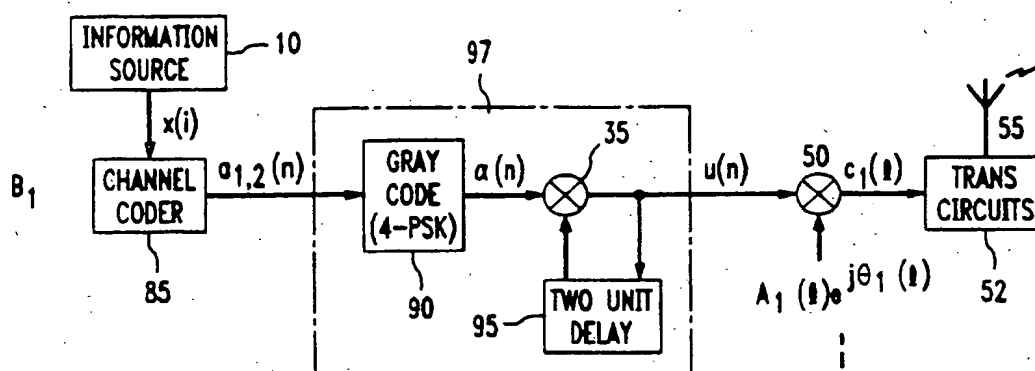 INFORMATION
SOURCE
10
x(i)
B1
CHANNEL
CODER
85
a1,2(n)
97
GRAY
CODE
(4-PSK)
90
α(n)
35
TWO UNIT
DELAY
95
u(n)
50
A1(ℓ)e jθ1(ℓ)
c1(ℓ)
55
TRANS
CIRCUITS
52